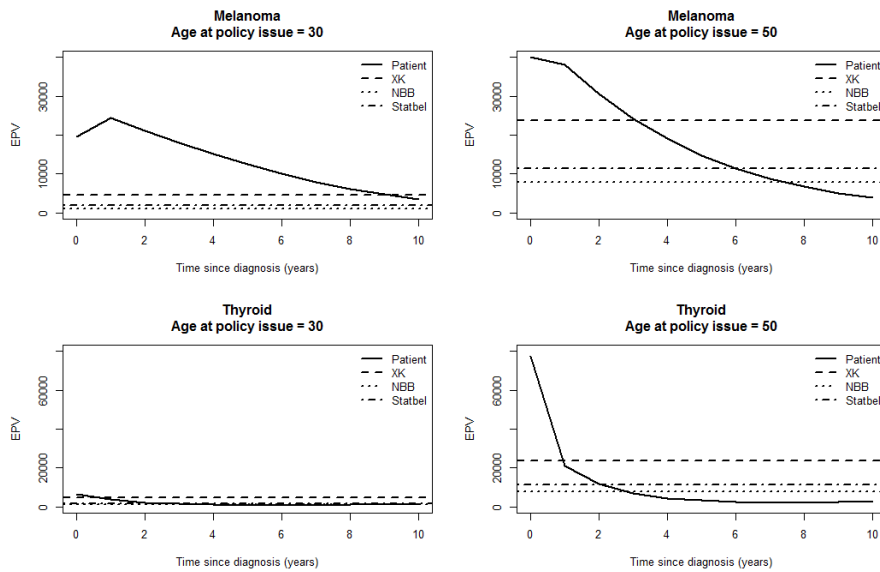 Melanoma
Age at policy issue = 30
EPV
30000
10000
0
Patient
XK
NBB
Statbel
0 2 4 6 8 10
Time since diagnosis (years)
Melanoma
Age at policy issue = 50
EPV
30000
10000
0
Patient
XK
NBB
Statbel
0 2 4 6 8 10
Time since diagnosis (years)
Thyroid
Age at policy issue = 30
EPV
60000
20000
0
Patient
XK
NBB
Statbel
0 2 4 6 8 10
Time since diagnosis (years)
Thyroid
Age at policy issue = 50
EPV
60000
20000
0
Patient
XK
NBB
Statbel
0 2 4 6 8 10
Time since diagnosis (years)